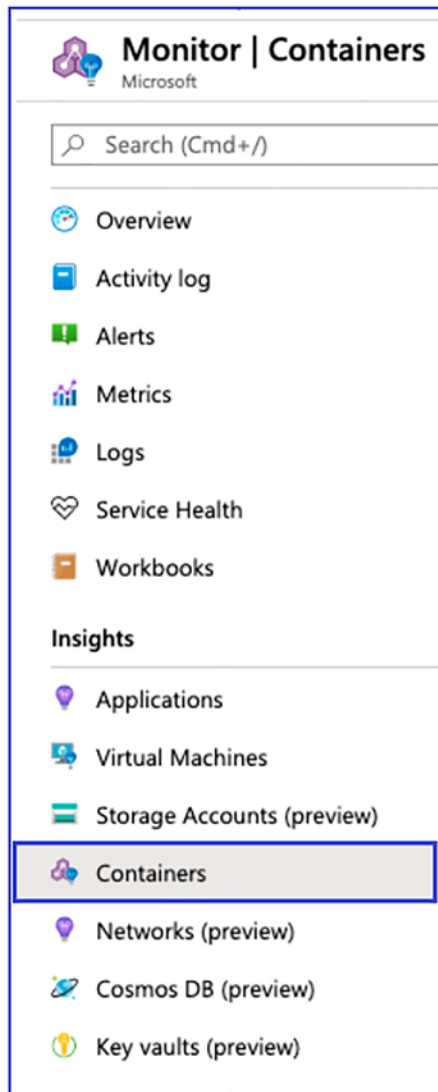 Monitor | Containers
Microsoft
Search (Cmd+/)
Overview
Activity log
Alerts
Metrics
Logs
Service Health
Workbooks
Insights
Applications
Virtual Machines
Storage Accounts (preview)
Containers
Networks (preview)
Cosmos DB (preview)
Key vaults (preview)